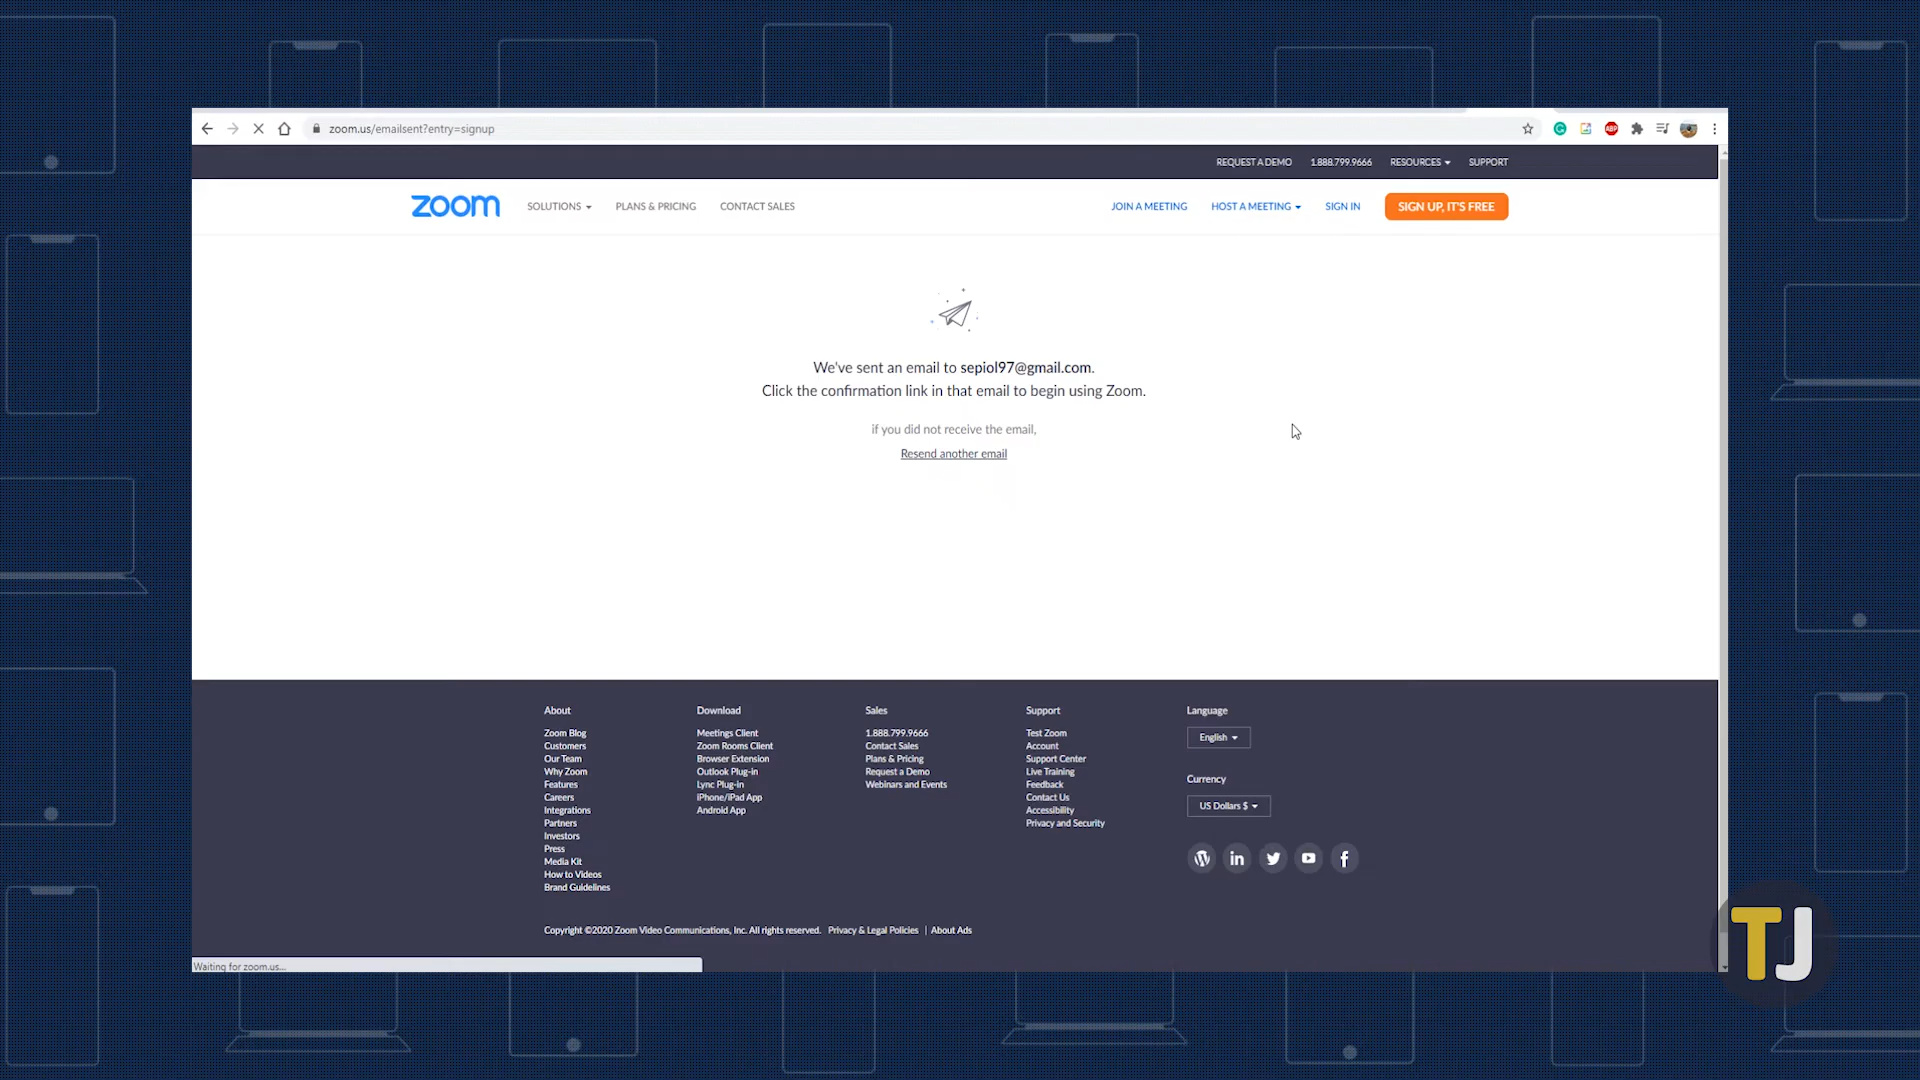 zoom.us/emailsent?entry=signup
ABP
REQUEST A DEMO 1.888.799.9666 RESOURCES SUPPORT
zoom SOLUTIONS PLANS & PRICING CONTACT SALES JOIN A MEETING HOST A MEETING SIGN IN SIGN UP, IT'S FREE
We've sent an email to sepiol97@gmail.com.
Click the confirmation link in that email to begin using Zoom.
if you did not receive the email,
Resend another email
About
Zoom Blog
Customers
Our Team
Why Zoom
Features
Careers
Integrations
Partners
Investors
Press
Media Kit
How to Videos
Brand Guidelines
Download
Meetings Client
Zoom Rooms Client
Browser Extension
Outlook Plug-in
Lync Plug-in
iPhone/iPad App
Android App
Sales
1.888.799.9666
Contact Sales
Plans & Pricing
Request a Demo
Webinars and Events
Support
Test Zoom
Account
Support Center
Live Training
Feedback
Contact Us
Accessibility
Privacy and Security
Language
English
Currency
US Dollars $
in
f
Copyright ©2020 Zoom Video Communications, Inc. All rights reserved. Privacy & Legal Policies | About Ads
Waiting for zoom.us...
TJ